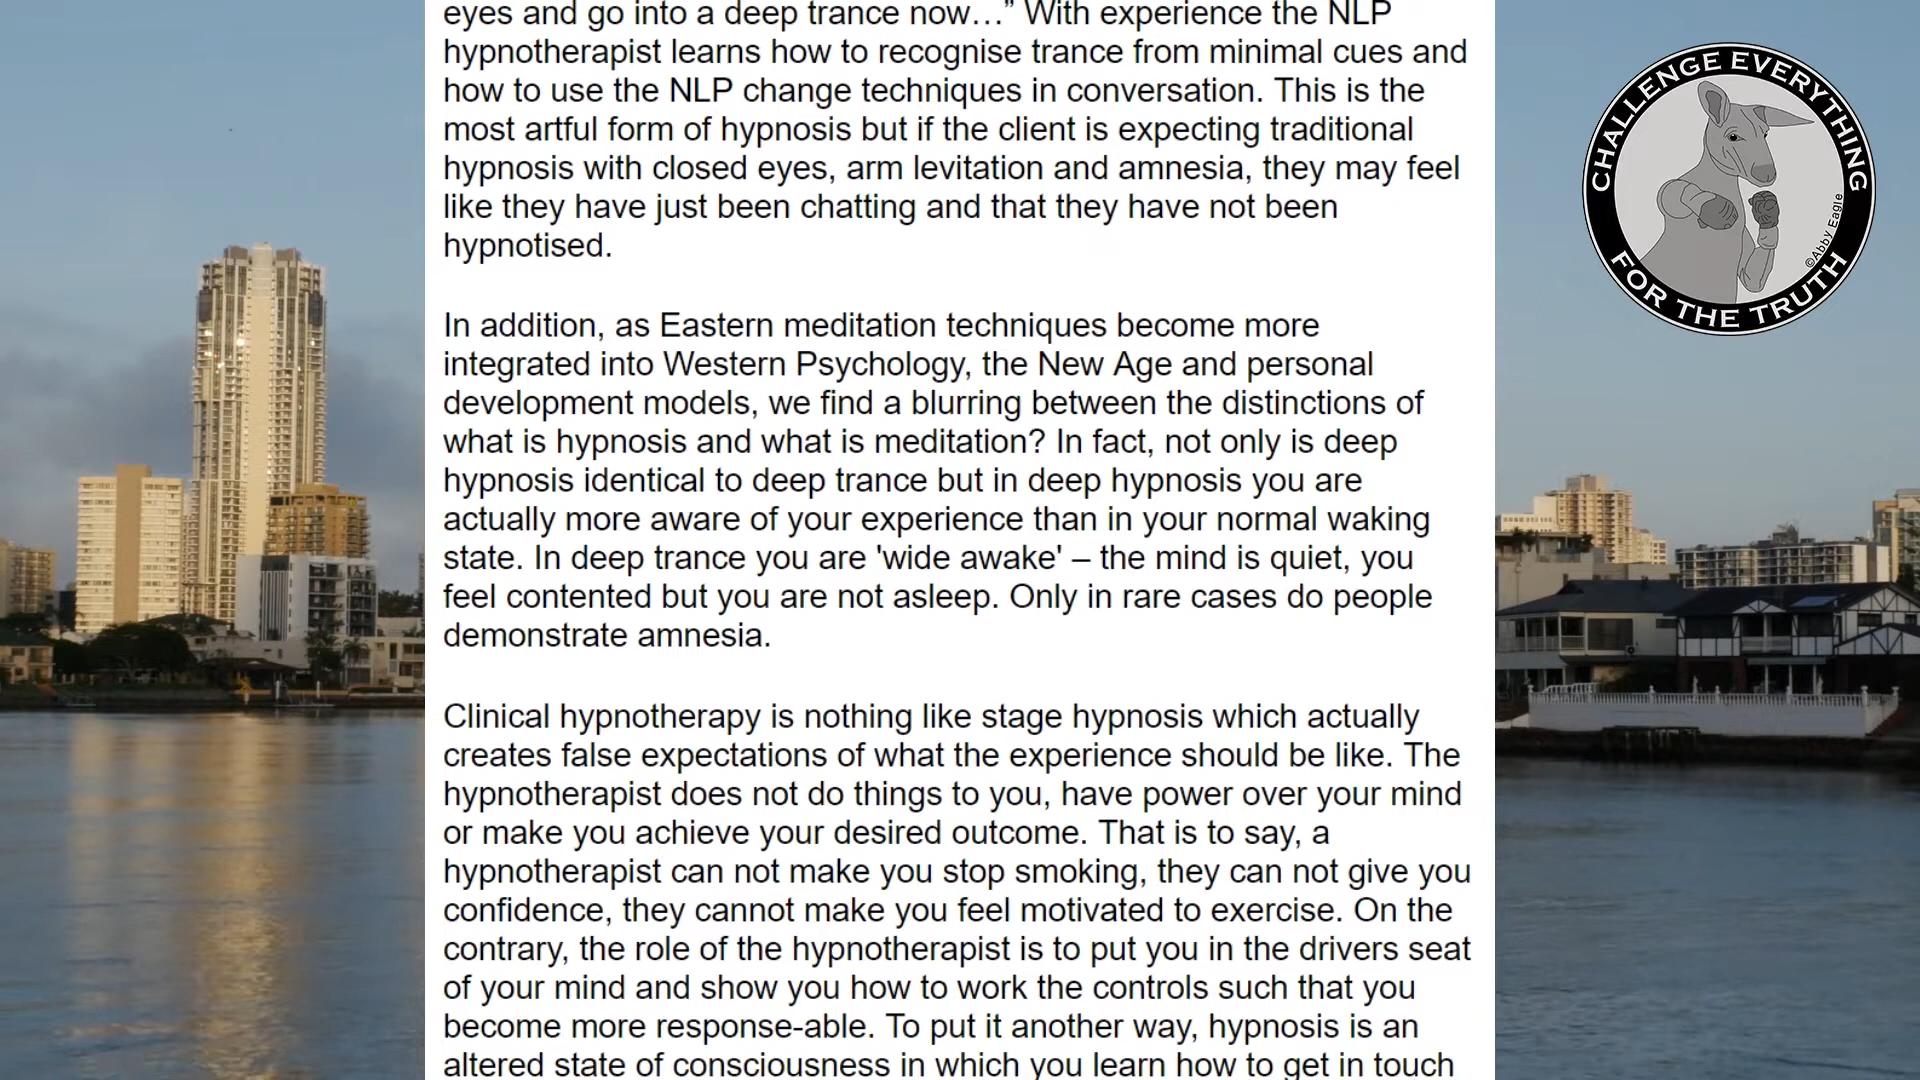 eyes and go into a deep trance now…” With experience the NLP
hypnotherapist learns how to recognise trance from minimal cues and
how to use the NLP change techniques in conversation. This is the
most artful form of hypnosis but if the client is expecting traditional
hypnosis with closed eyes, arm levitation and amnesia, they may feel
like they have just been chatting and that they have not been
hypnotised.
In addition, as Eastern meditation techniques become more
integrated into Western Psychology, the New Age and personal
development models, we find a blurring between the distinctions of
what is hypnosis and what is meditation? In fact, not only is deep
hypnosis identical to deep trance but in deep hypnosis you are
actually more aware of your experience than in your normal waking
state. In deep trance you are 'wide awake' – the mind is quiet, you
feel contented but you are not asleep. Only in rare cases do people
demonstrate amnesia.
Clinical hypnotherapy is nothing like stage hypnosis which actually
creates false expectations of what the experience should be like. The
hypnotherapist does not do things to you, have power over your mind
or make you achieve your desired outcome. That is to say, a
hypnotherapist can not make you stop smoking, they can not give you
confidence, they cannot make you feel motivated to exercise. On the
contrary, the role of the hypnotherapist is to put you in the drivers seat
of your mind and show you how to work the controls such that you
become more response-able. To put it another way, hypnosis is an
altered state of consciousness in which you learn how to get in touch
CHALLENGE EVERYTHING
FOR THE TRUTH
©Abby Eagle